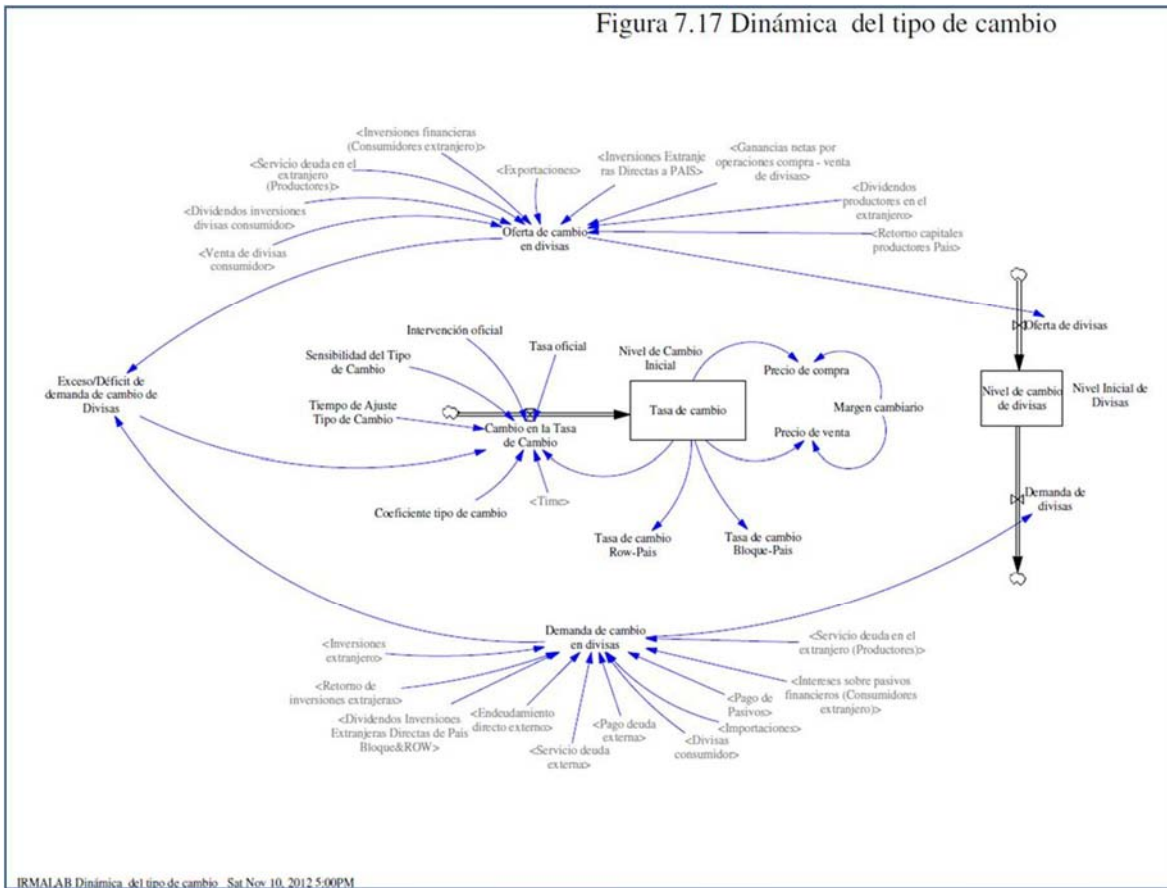 Figura 7.17 Dinámica del tipo de cambio
<Inversiones financieras
(Consumidores extranjero)>
<Servicio deuda en el
extranjero
(Productores)>
<Exportaciones>
<Inversiones Extranje
ras Directas a PAIS>
<Ganancias netas por
operaciones compra - venta
de divisas>
<Dividendos
productores en el
extranjero>
<Dividendos inversiones
divisas consumidor>
<Venta de divisas
consumidor>
Oferta de cambio
en divisas
<Retorno capitales
productores Pais>
Intervención oficial
Tasa oficial
Sensibilidad del Tipo
de Cambio
Nivel de Cambio
Inicial
Precio de compra
Oferta de divisas
Exceso/Déficit de
demanda de cambio de
Divisas
Tiempo de Ajuste
Tipo de Cambio
Cambio en la Tasa
de Cambio
Tasa de cambio
Margen cambiario
Precio de venta
Nivel de cambio
de divisas
Nivel Inicial de
Divisas
Coeficiente tipo de cambio
<Time>
Tasa de cambio
Row-Pais
Tasa de cambio
Bloque-Pais
Demanda de
divisas
Demanda de cambio
en divisas
<Inversiones
extranjero>
<Retorno de
inversiones extrajeras>
<Dividendos Inversiones
Extranjeras Directas de Pais
Bloque&ROW>
<Endeudamiento
directo externo>
<Servicio deuda
externa>
<Pago deuda
externa>
<Divisas
consumidor>
<Importaciones>
<Pago de
Pasivos>
<Intereses sobre pasivos
financieros (Consumidores
extranjero)>
<Servicio deuda en el
extranjero (Productores)>
IRMALAB Dinámica del tipo de cambio Sat Nov 10, 2012 5:00PM